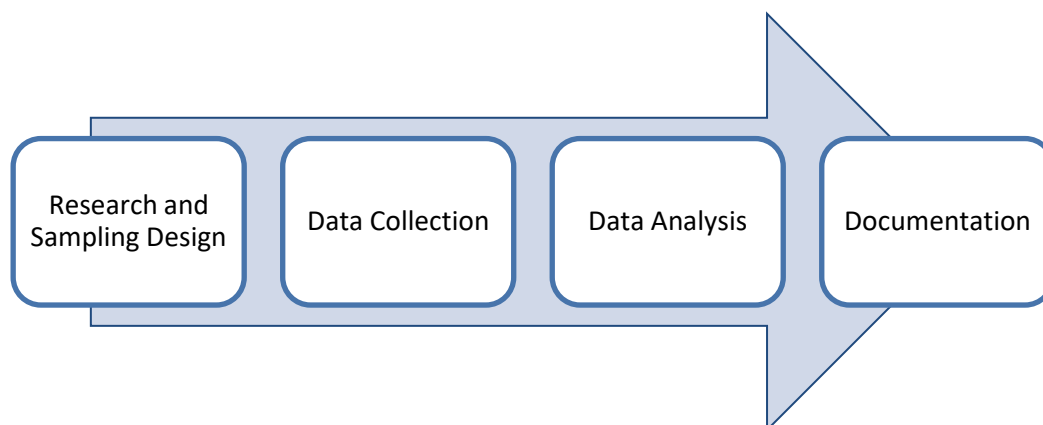 Research and
Sampling Design
Data Collection
Data Analysis
Documentation